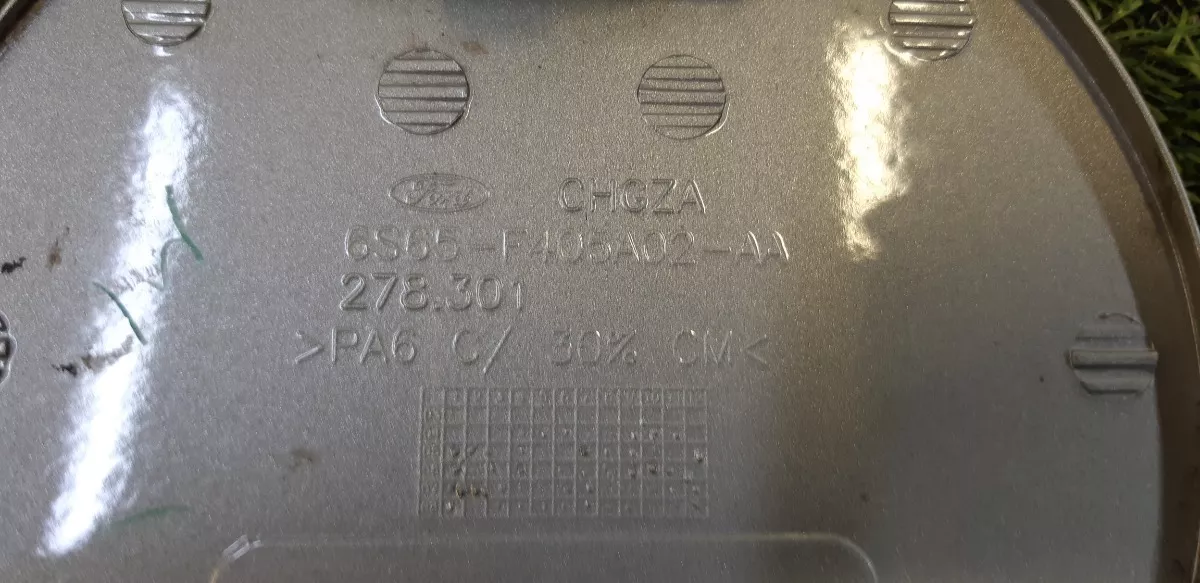 Ford CHGZA
6S65-F405A02-AA
278.301
>PA6 C/ 30% CM<